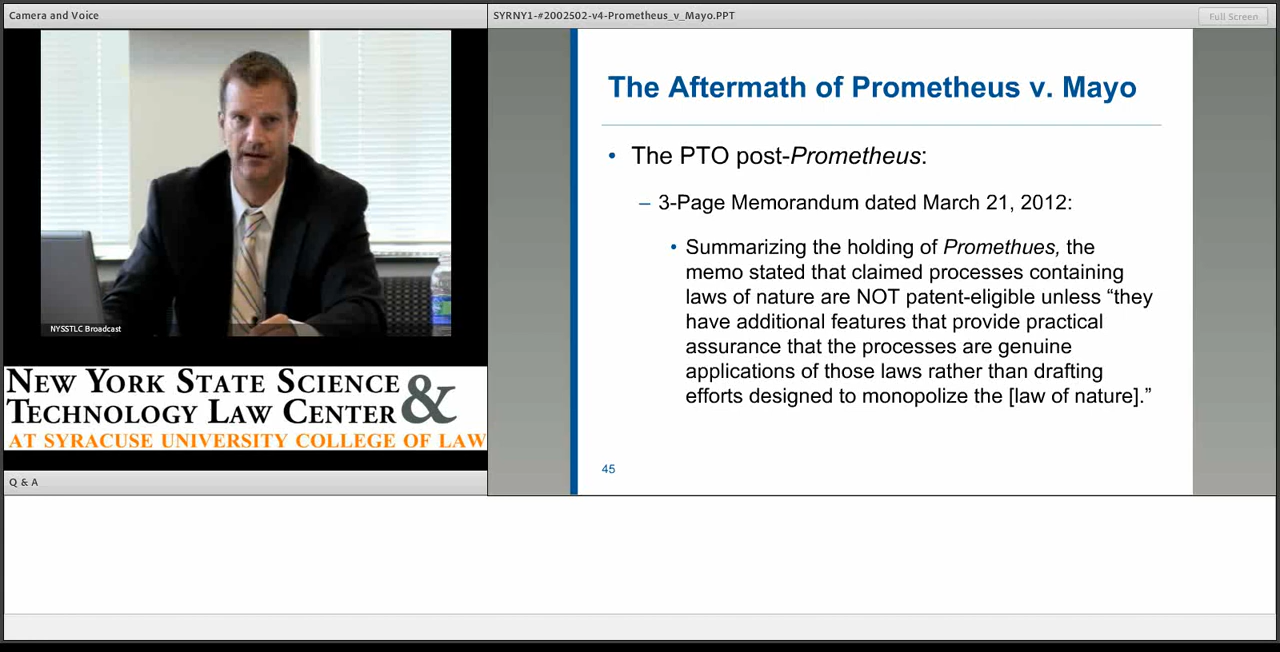 Camera and Voice
SYRNY1-#2002502-v4-Prometheus_v_Mayo.PPT
Full Screen
NYSSTLC Broadcast
NEW YORK STATE SCIENCE &
TECHNOLOGY LAW CENTER
AT SYRACUSE UNIVERSITY COLLEGE OF LAW
Q & A
The Aftermath of Prometheus v. Mayo
• The PTO post-Prometheus:
– 3-Page Memorandum dated March 21, 2012:
• Summarizing the holding of Promethues, the
memo stated that claimed processes containing
laws of nature are NOT patent-eligible unless “they
have additional features that provide practical
assurance that the processes are genuine
applications of those laws rather than drafting
efforts designed to monopolize the [law of nature].”
45